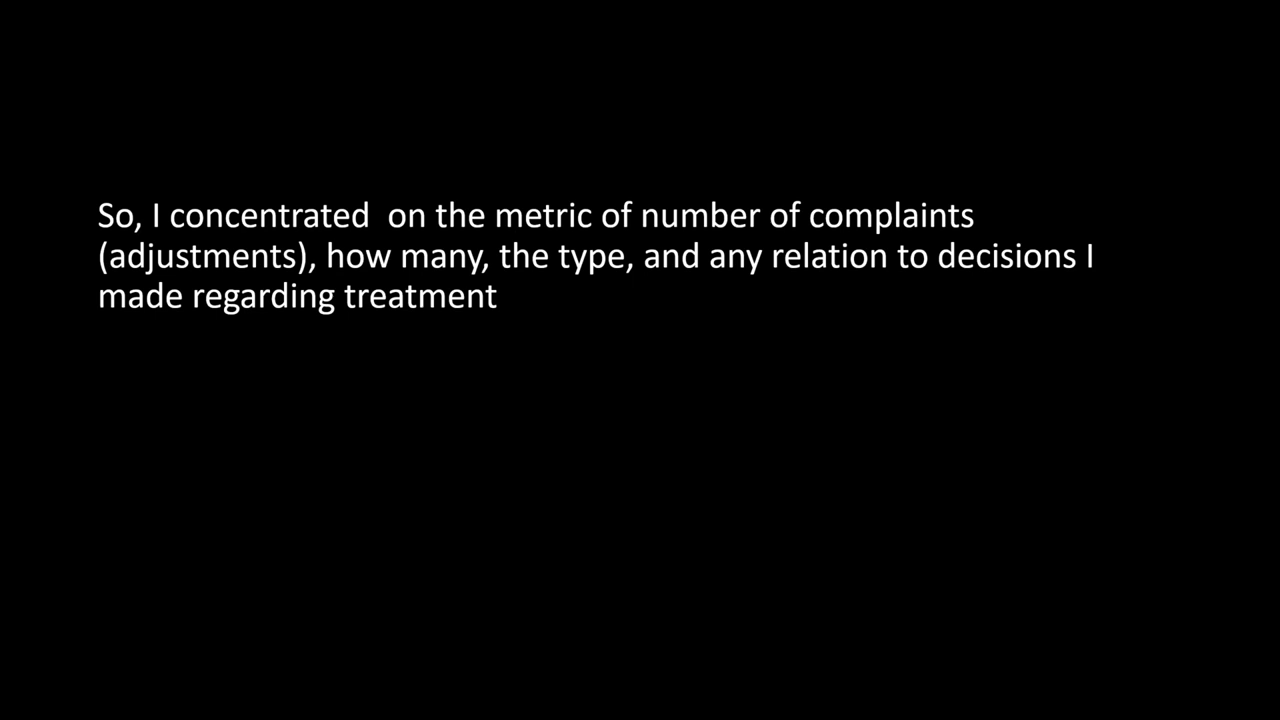 So, I concentrated  on the metric of number of complaints
(adjustments), how many, the type, and any relation to decisions I
made regarding treatment